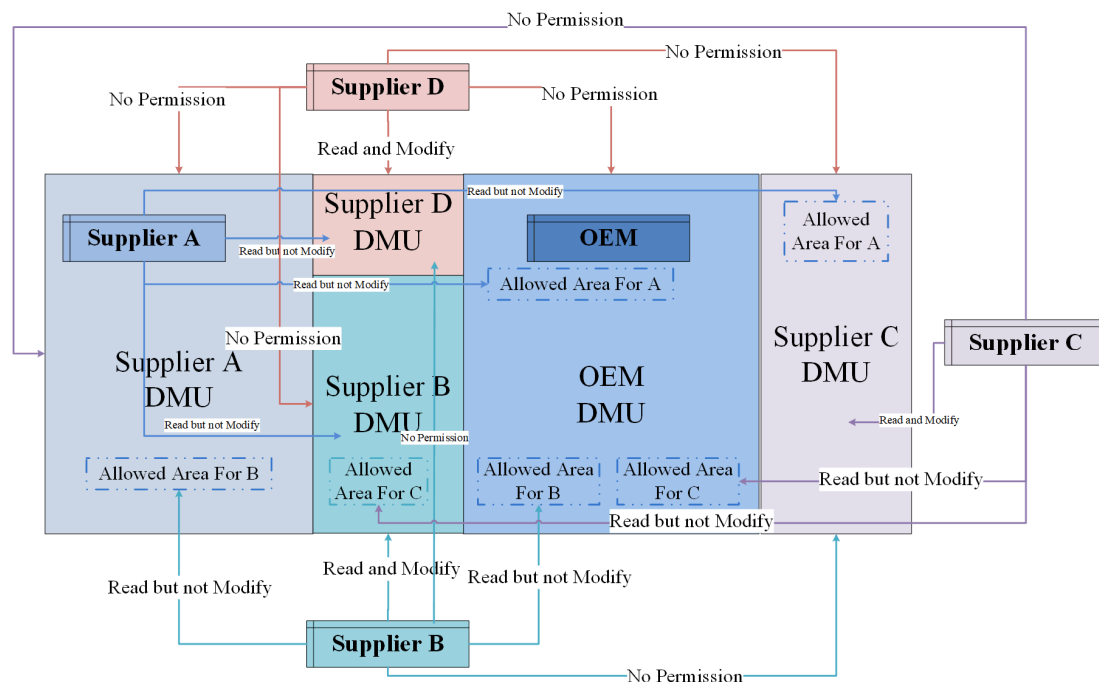 No Permission
No Permission
Supplier D
No Permission
No Permission
Read and Modify
Read but not Modify
Supplier D
DMU
Supplier A
OEM
Allowed
Area For A
Read but not Modify
Allowed Area For A
Read but not Modify
No Permission
Supplier A
DMU
Supplier B
DMU
OEM
DMU
Supplier C
DMU
Supplier C
Read but not Modify
No Permission
Read and Modify
Allowed Area For B
Allowed
Area For C
Allowed Area
For B
Allowed Area
For C
Read but not Modify
Read but not Modify
Read but not Modify
Read and Modify
Read but not Modify
Supplier B
No Permission